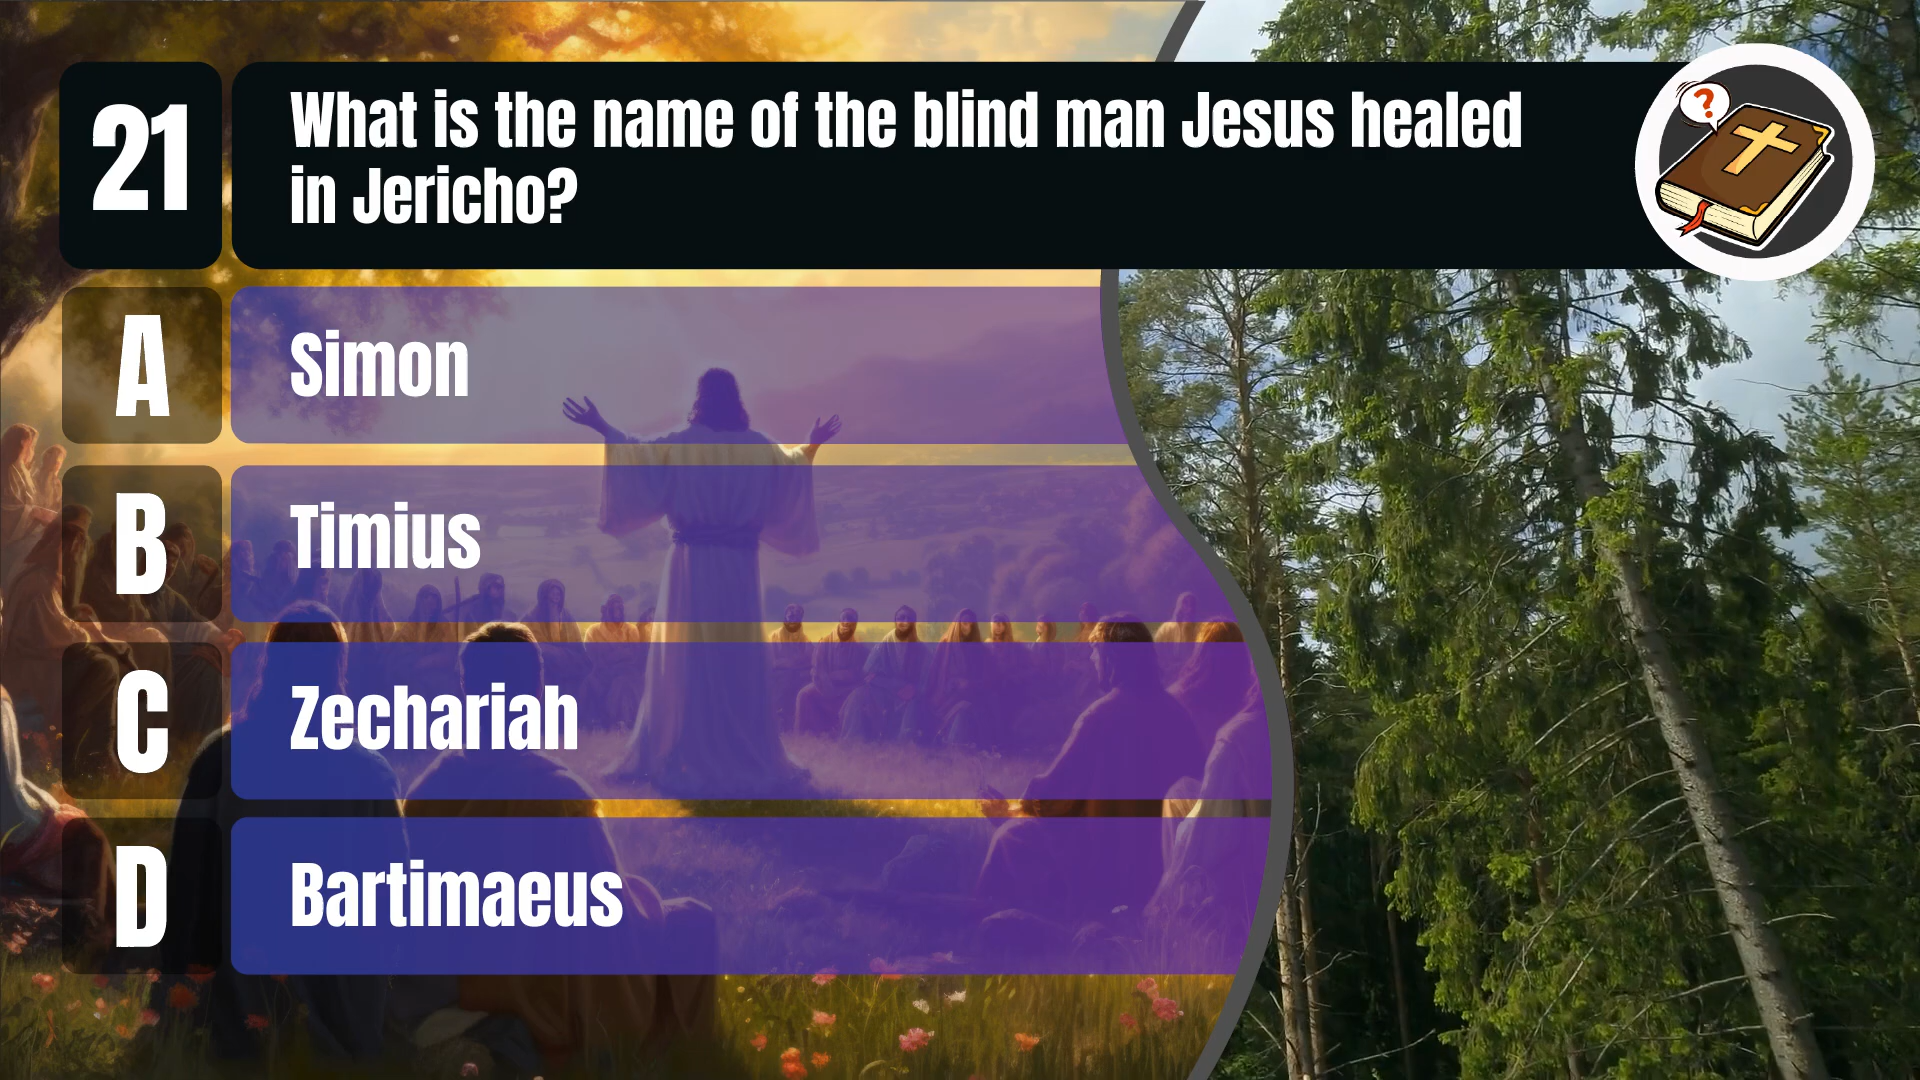 21
What is the name of the blind man Jesus healed
in Jericho?
A
Simon
B
Timius
C
Zechariah
D
Bartimaeus
?